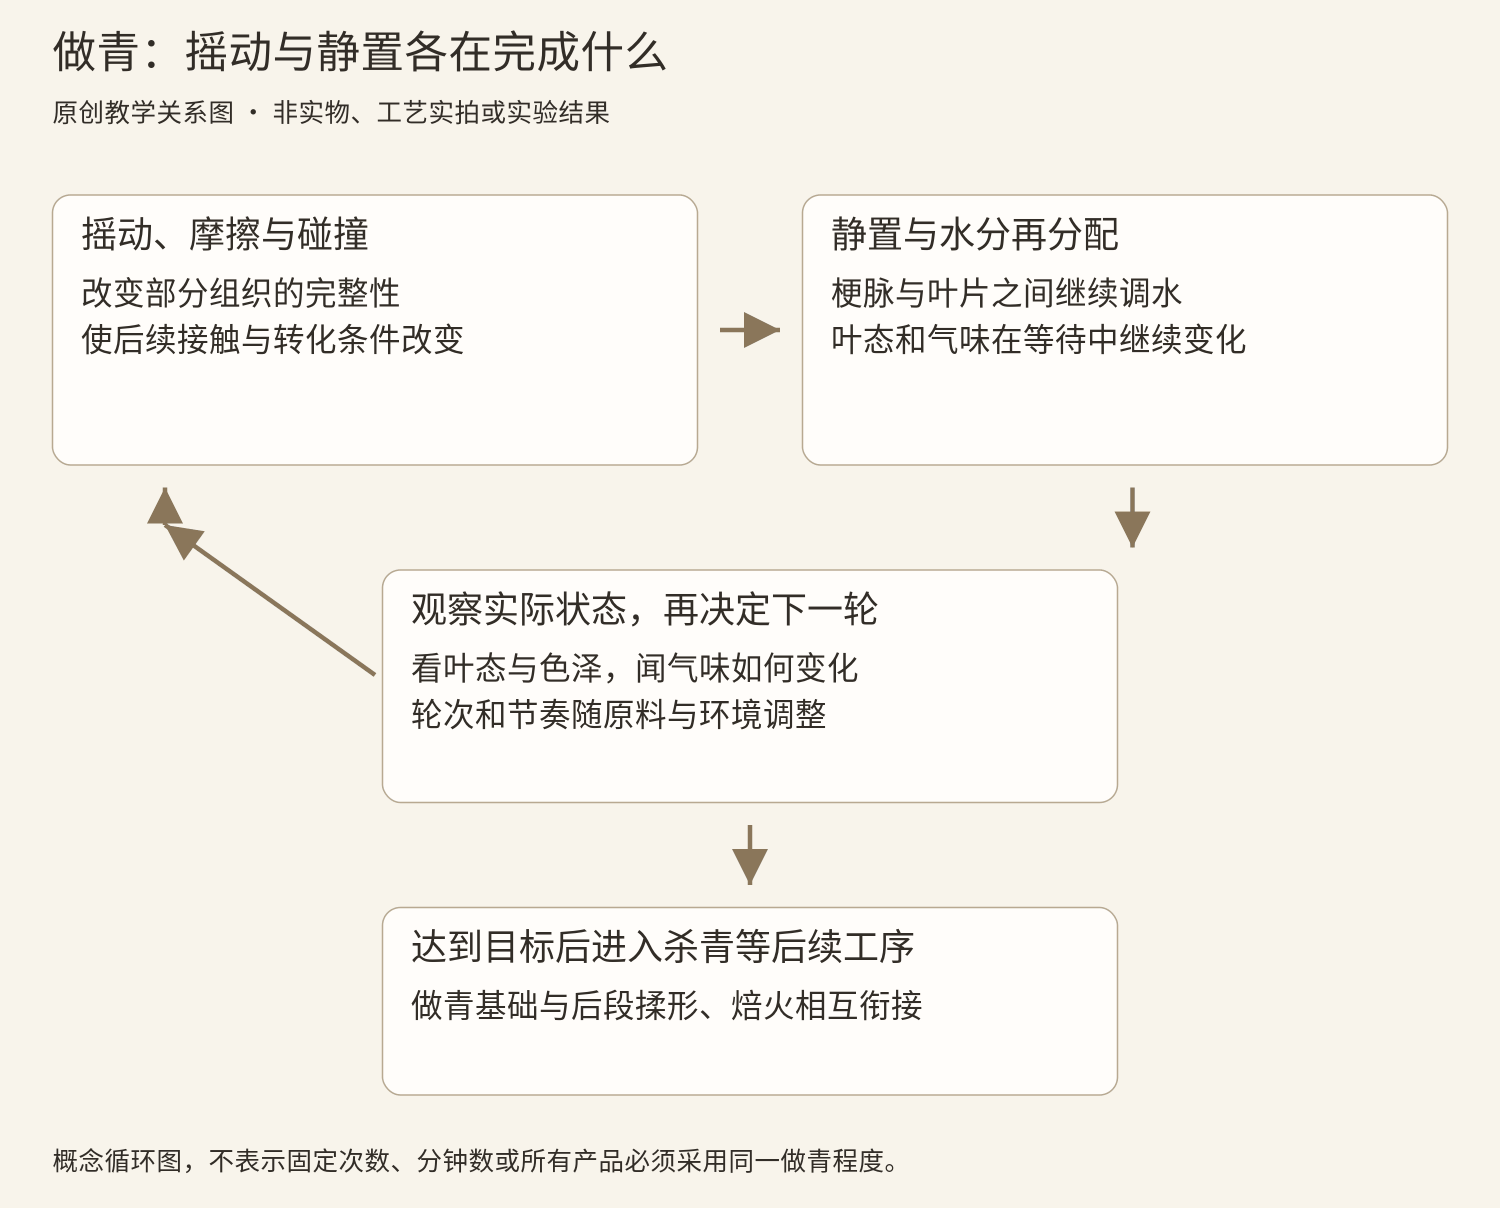 做青：摇动与静置各在完成什么
原创教学关系图 · 非实物、工艺实拍或实验结果
摇动、摩擦与碰撞
改变部分组织的完整性
使后续接触与转化条件改变
静置与水分再分配
梗脉与叶片之间继续调水
叶态和气味在等待中继续变化
观察实际状态，再决定下一轮
看叶态与色泽，闻气味如何变化
轮次和节奏随原料与环境调整
达到目标后进入杀青等后续工序
做青基础与后段揉形、焙火相互衔接
概念循环图，不表示固定次数、分钟数或所有产品必须采用同一做青程度。